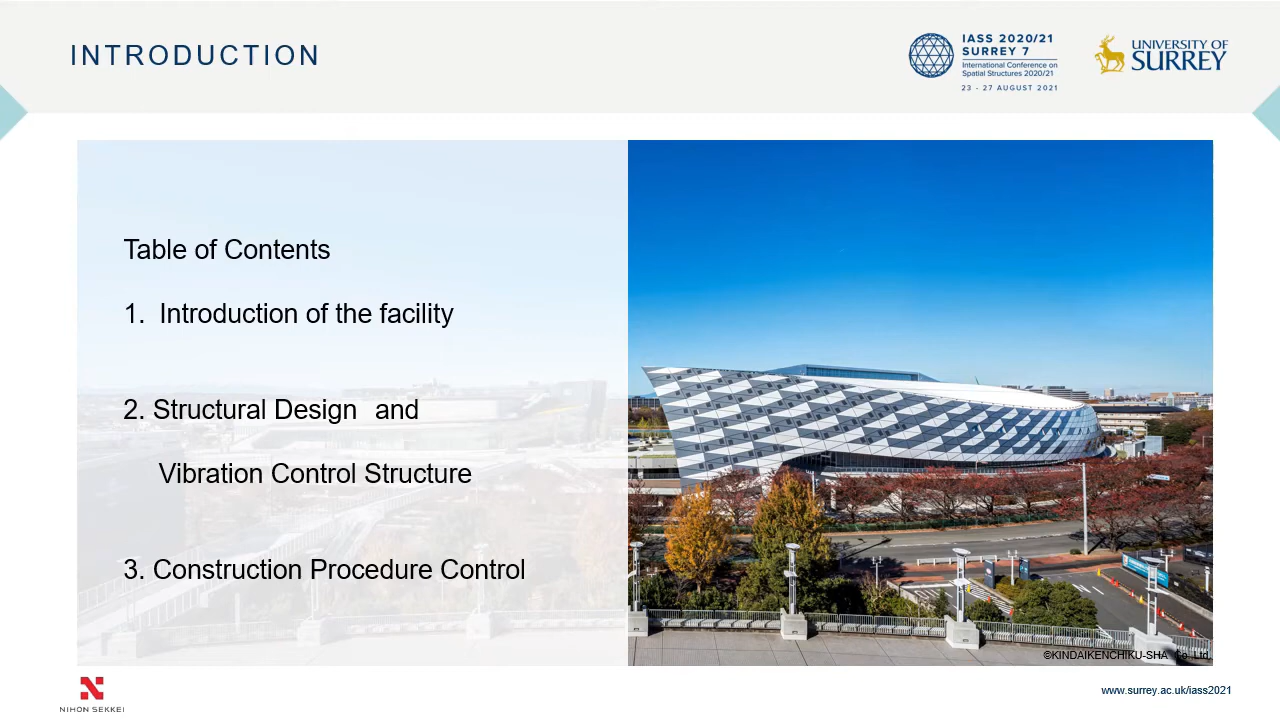 INTRODUCTION
IASS 2020/21
SURREY 7
International Conference on
Spatial Structures 2020/21
23 - 27 AUGUST 2021
UNIVERSITY OF
SURREY
Table of Contents
1. Introduction of the facility
2. Structural Design and
Vibration Control Structure
3. Construction Procedure Control
©KINDAIKENCHIKU-SHA Co.,Ltd.
NIHON SEKKEI
www.surrey.ac.uk/iass2021